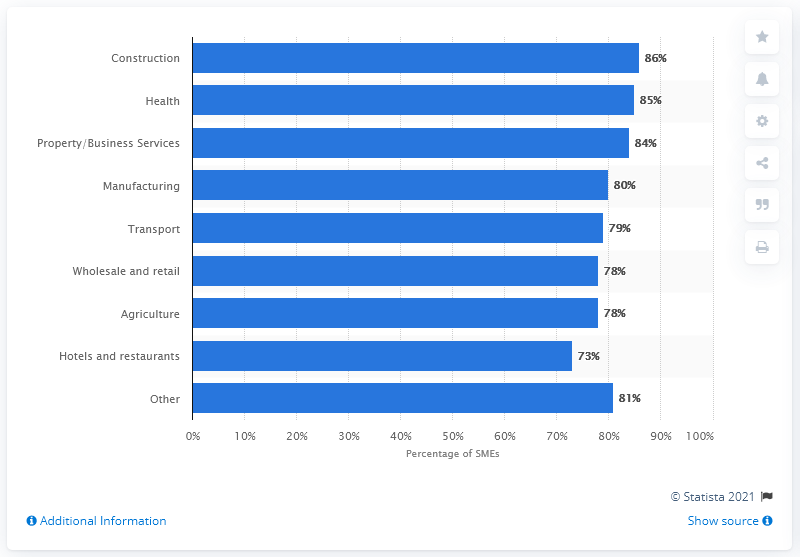 Construction 86%
Health 85%
Property/Business Services 84%
Manufacturing 80%
Transport 79%
Wholesale and retail 78%
Agriculture 78%
Hotels and restaurants 73%
Other 81%
0% 10% 20% 30% 40% 50% 60% 70% 80% 90% 100%
Percentage of SMEs
© Statista 2021
Additional Information
Show source